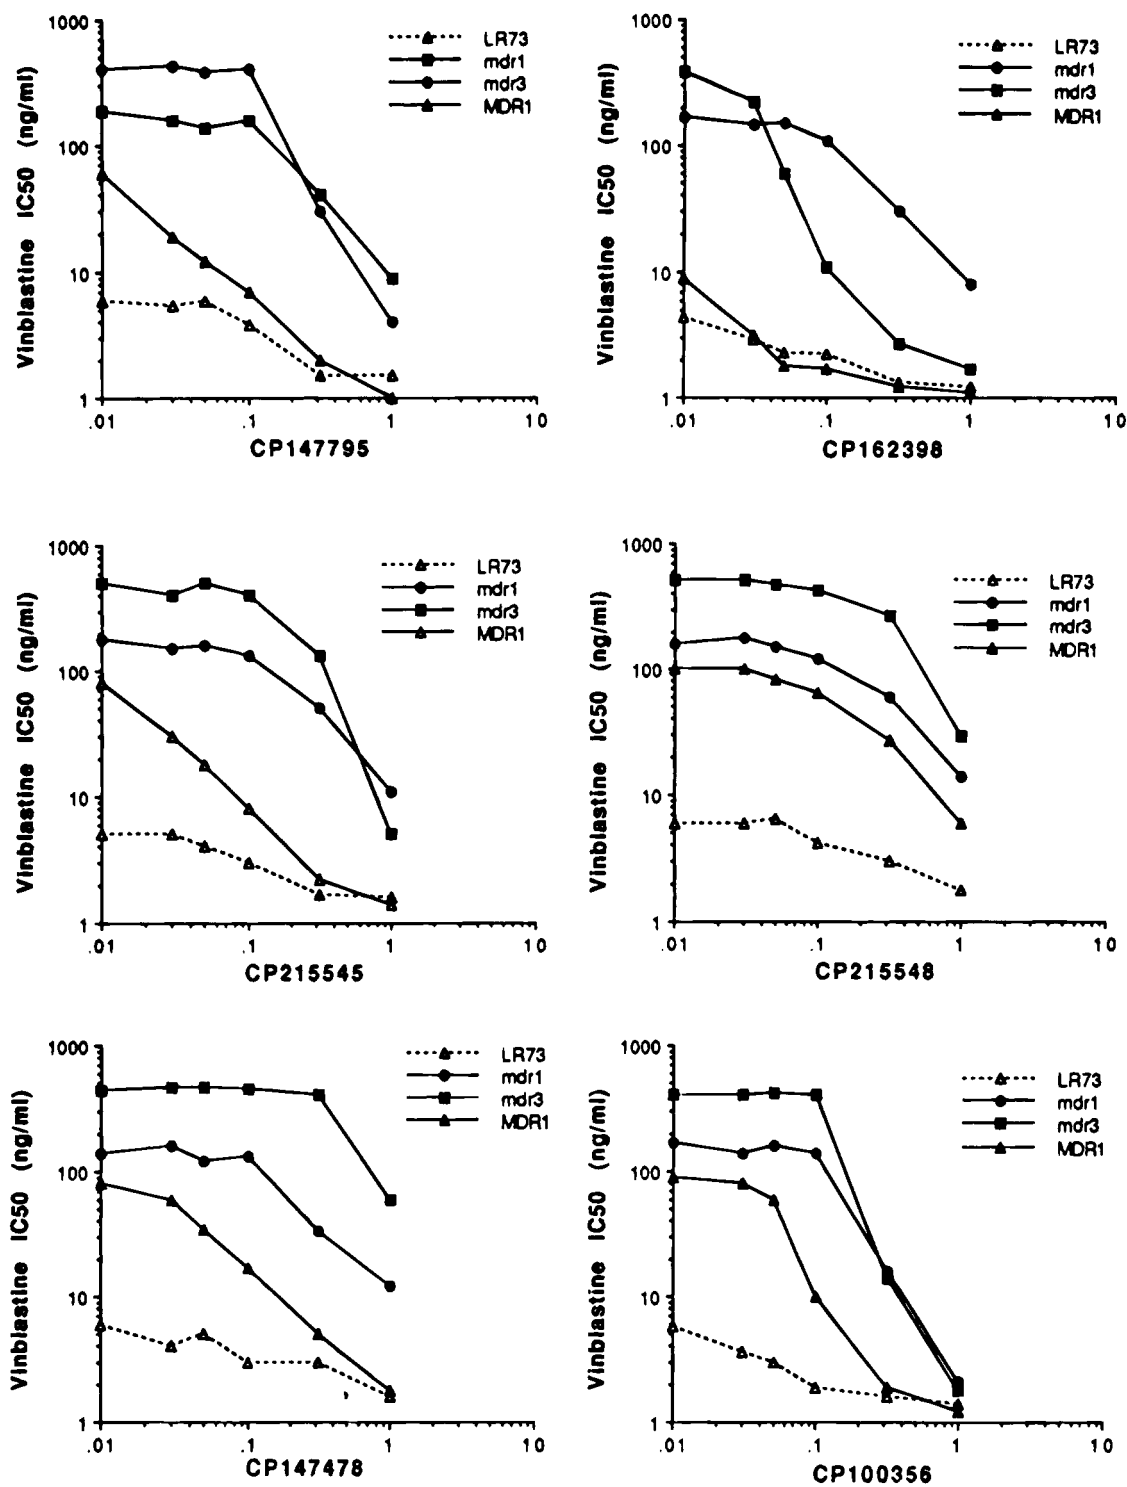 1000
100
10
1
Vinblastine IC50 (ng/ml)
.01
.1
1
10
CP147795
LR73
mdr1
mdr3
MDR1
1000
100
10
1
Vinblastine IC50 (ng/ml)
.01
.1
1
10
CP162398
LR73
mdr1
mdr3
MDR1
1000
100
10
1
Vinblastine IC50 (ng/ml)
.01
.1
1
10
CP215545
LR73
mdr1
mdr3
MDR1
1000
100
10
1
Vinblastine IC50 (ng/ml)
.01
.1
1
10
CP215548
LR73
mdr1
mdr3
MDR1
1000
100
10
1
Vinblastine IC50 (ng/ml)
.01
.1
1
10
CP147478
LR73
mdr1
mdr3
MDR1
1000
100
10
1
Vinblastine IC50 (ng/ml)
.01
.1
1
10
CP100356
LR73
mdr1
mdr3
MDR1